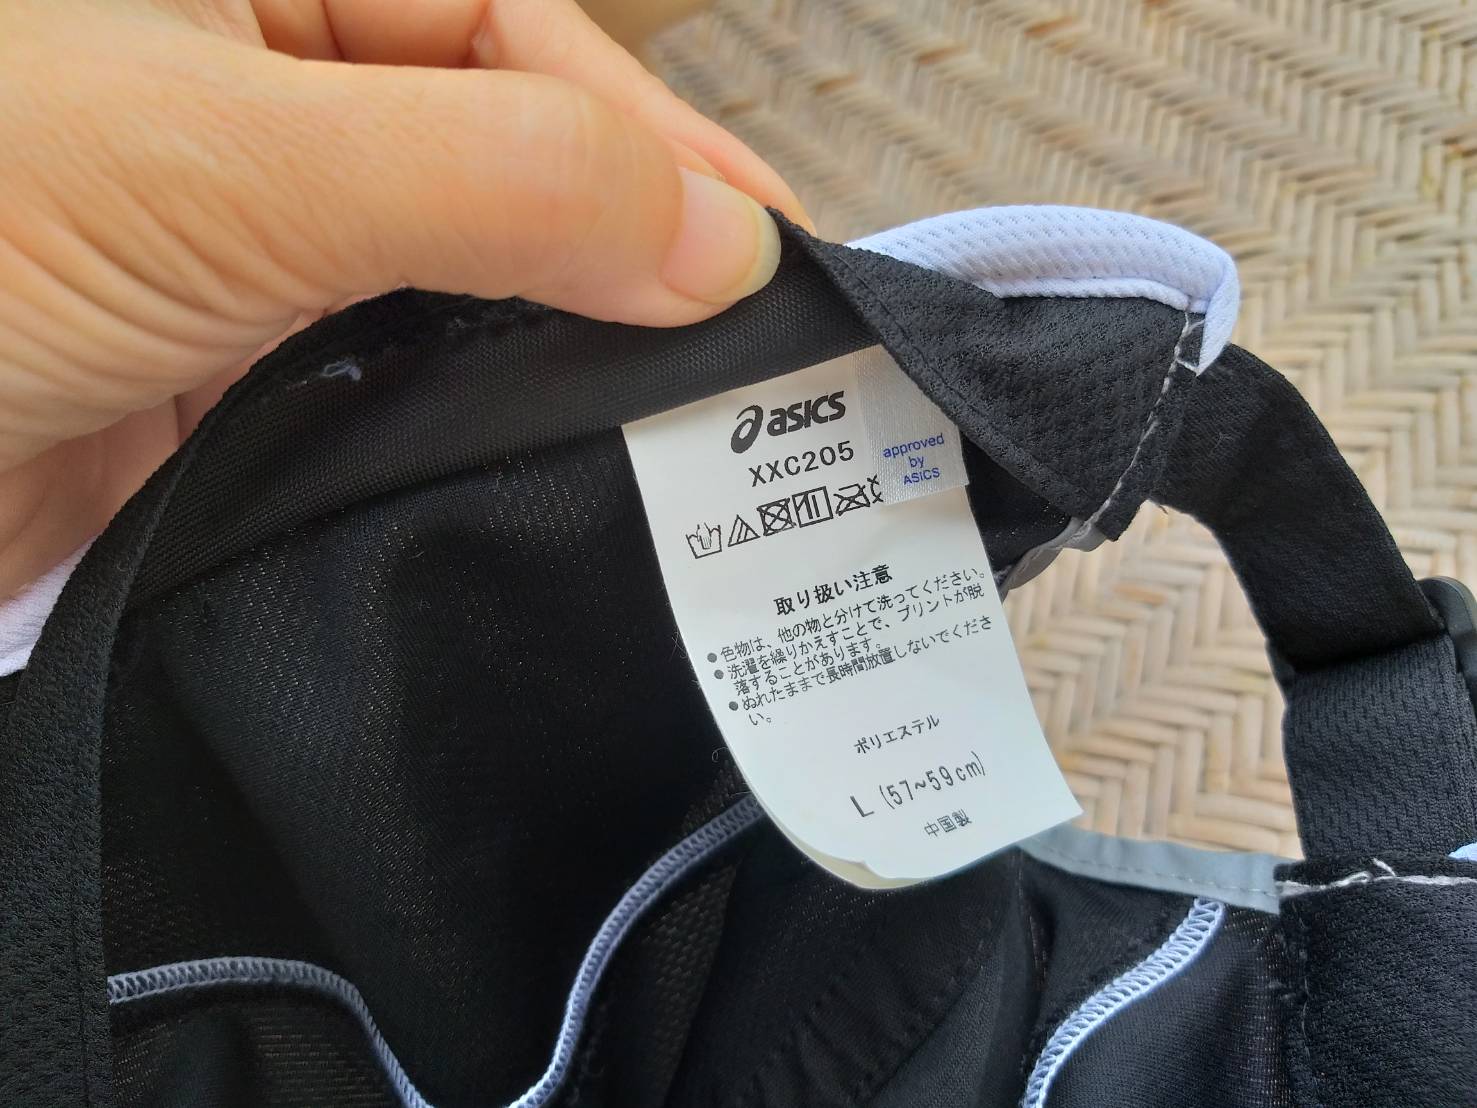 asics
XXC205
approved
by
ASICS
取り扱い注意
●色物は、他の物と分けて洗ってください。
●洗濯を繰りかえすことで、プリントが脱
落することがあります。
●ぬれたままで長時間放置しないでくださ
い。
ポリエステル
L (57~59cm)
中国製